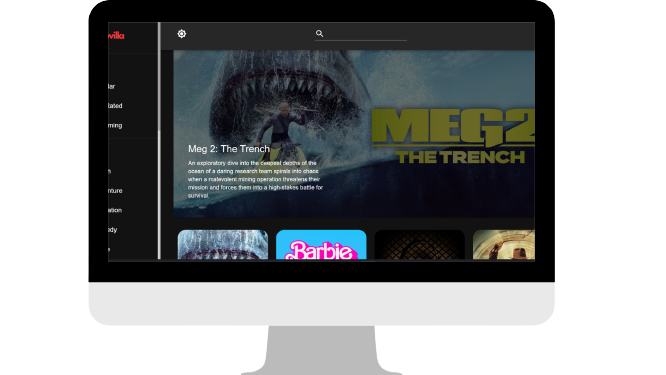 villa
lar
ated
ming
n
nture
ation
edy
e
MEG2
THE TRENCH
Meg 2: The Trench
An exploratory dive into the deepest depths of the
ocean of a daring research team spirals into chaos
when a malevolent mining operation threatens their
mission and forces them into a high-stakes battle for
survival.
Barbie